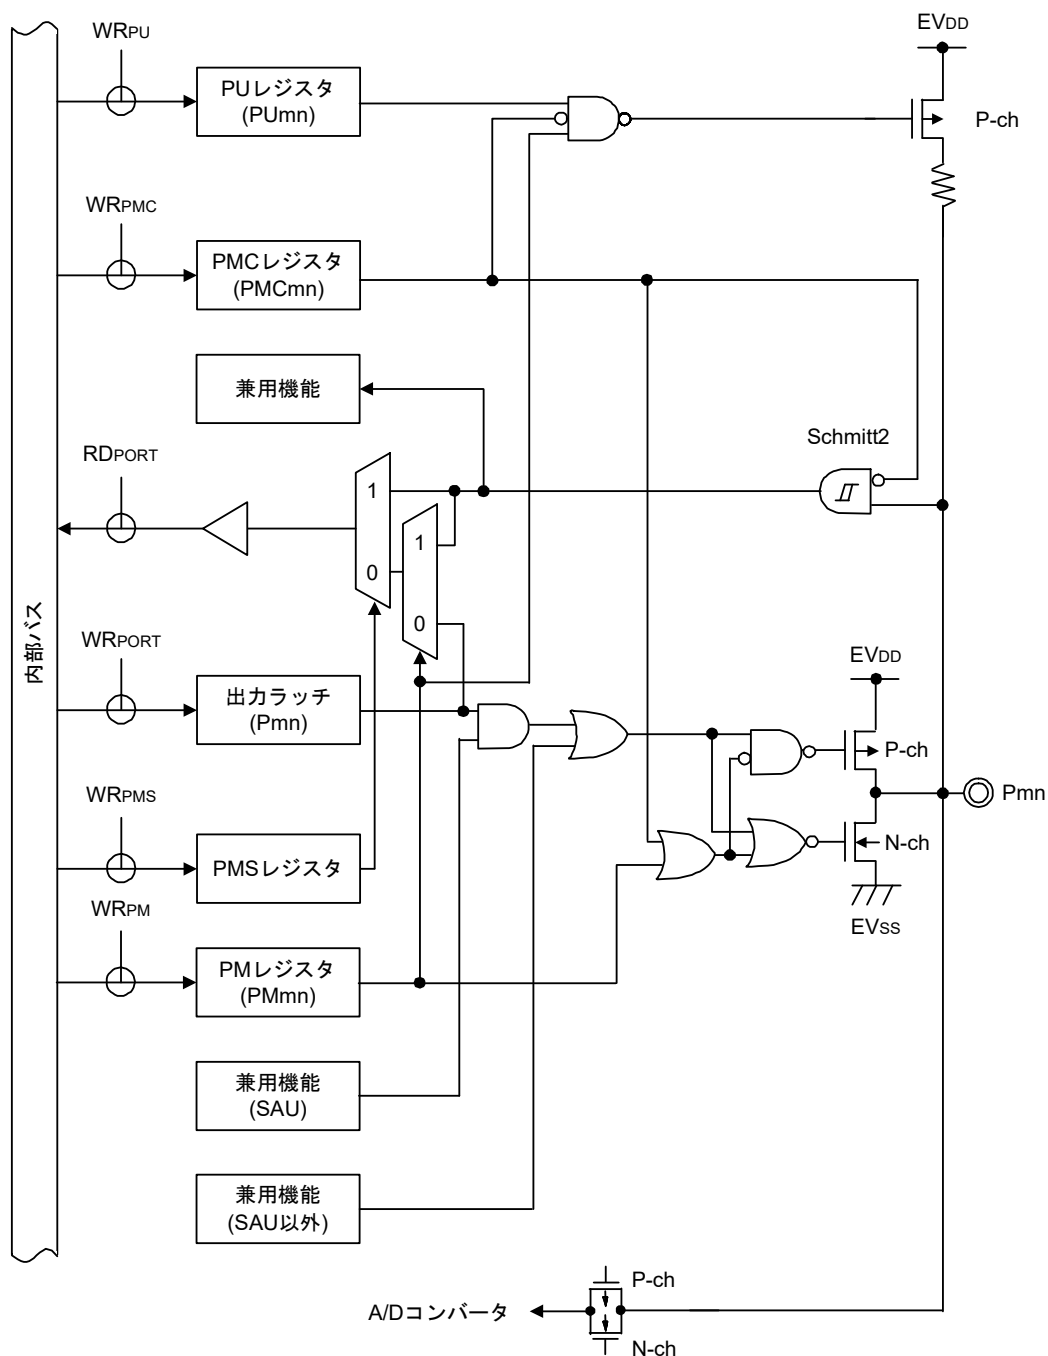 WRPU
EVDD
PUレジスタ
(PUmn)
P-ch
WRPMC
PMCレジスタ
(PMCmn)
兼用機能
Schmitt2
RDPORT
1
0
1
0
内部バス
WRPORT
EVDD
出力ラッチ
(Pmn)
P-ch
Pmn
WRPMS
PMSレジスタ
N-ch
WRPM
EVSS
PMレジスタ
(PMmn)
兼用機能
(SAU)
兼用機能
(SAU以外)
P-ch
A/Dコンバータ
N-ch